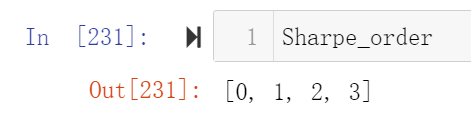 In [231]: 1 Sharpe_order
Out[231]: [0, 1, 2, 3]